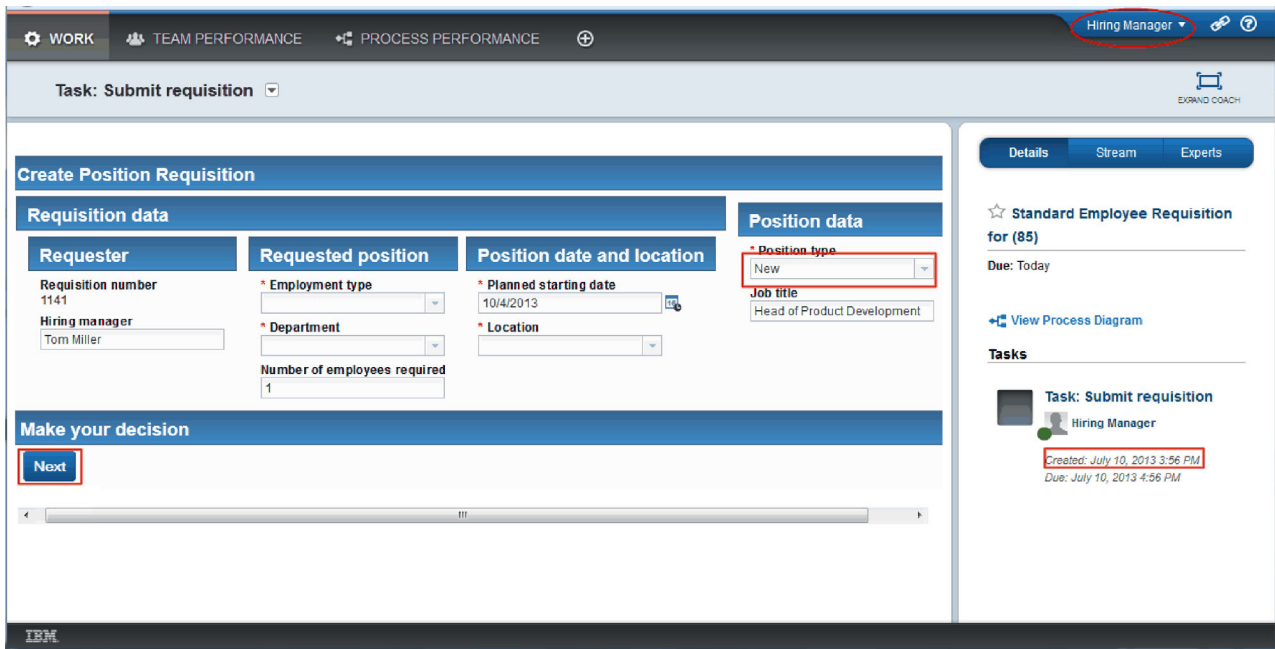 WORK
TEAM PERFORMANCE
PROCESS PERFORMANCE
Hiring Manager
Task: Submit requisition
EXPAND COACH
Create Position Requisition
Requisition data
Requester
Requisition number
1141
Hiring manager
Tom Miller
Requested position
* Employment type
* Department
Number of employees required
1
Position date and location
* Planned starting date
10/4/2013
* Location
Position data
* Position type
New
Job title
Head of Product Development
Make your decision
Next
Details
Stream
Experts
Standard Employee Requisition
for (85)
Due: Today
View Process Diagram
Tasks
Task: Submit requisition
Hiring Manager
Created: July 10, 2013 3:56 PM
Due: July 10, 2013 4:56 PM
IBM